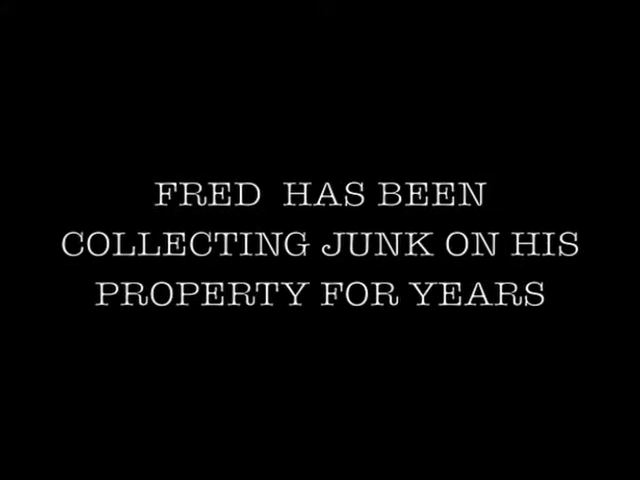 FRED  HAS BEEN
COLLECTING JUNK ON HIS
PROPERTY FOR YEARS